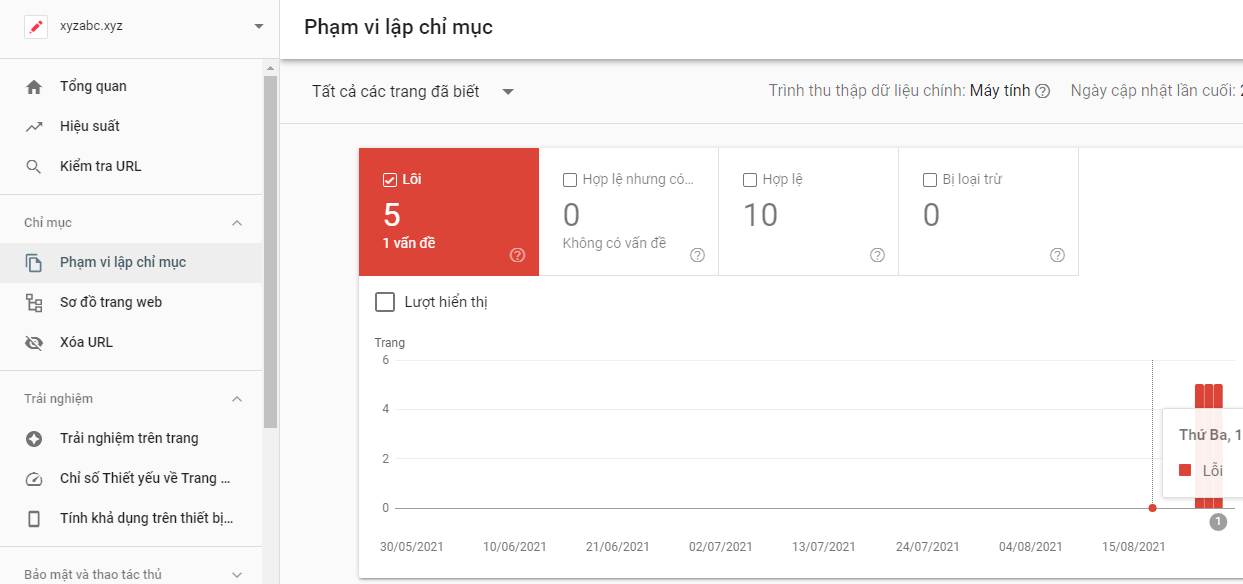 xyzabc.xyz
Phạm vi lập chỉ mục
Tổng quan
Hiệu suất
Kiểm tra URL
Chỉ mục
Phạm vi lập chỉ mục
Sơ đồ trang web
Xóa URL
Trải nghiệm
Trải nghiệm trên trang
Chỉ số Thiết yếu về Trang ...
Tính khả dụng trên thiết bị...
Bảo mật và thao tác thủ
Tất cả các trang đã biết
Trình thu thập dữ liệu chính: Máy tính
Ngày cập nhật lần cuối: 2
Lỗi
5
1 vấn đề
Hợp lệ nhưng có...
0
Không có vấn đề
Hợp lệ
10
Bị loại trừ
0
Lượt hiển thị
Trang
6
4
2
0
Thứ Ba, 1
Lỗi
1
30/05/2021 10/06/2021 21/06/2021 02/07/2021 13/07/2021 24/07/2021 04/08/2021 15/08/2021